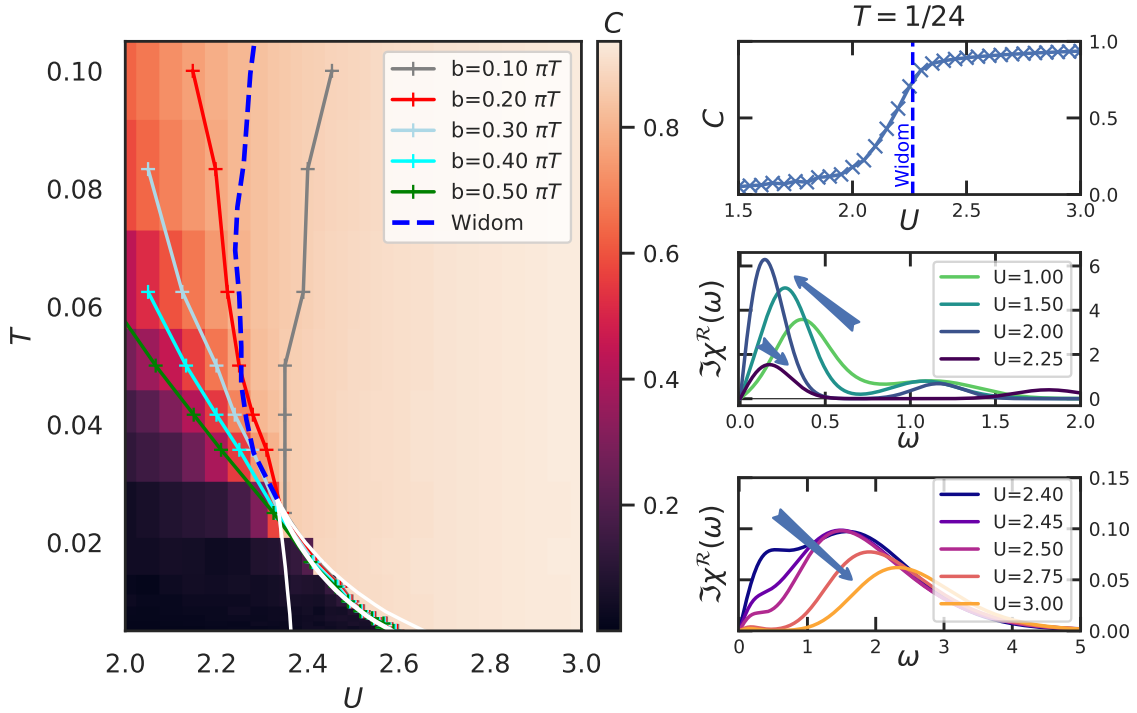 C
0.10
0.08
0.06
0.04
0.02
T
2.0 2.2 2.4 2.6 2.8 3.0
U
b=0.10 πT
b=0.20 πT
b=0.30 πT
b=0.40 πT
b=0.50 πT
Widom
0.8
0.6
0.4
0.2
T = 1/24
C
1.0
0.5
0.0
Widom
1.5 2.0 2.5 3.0
U
ℑχᴿ(ω)
U=1.00
U=1.50
U=2.00
U=2.25
6
4
2
0
0.0 0.5 1.0 1.5 2.0
ω
ℑχᴿ(ω)
U=2.40
U=2.45
U=2.50
U=2.75
U=3.00
0.15
0.10
0.05
0.00
0 1 2 3 4 5
ω